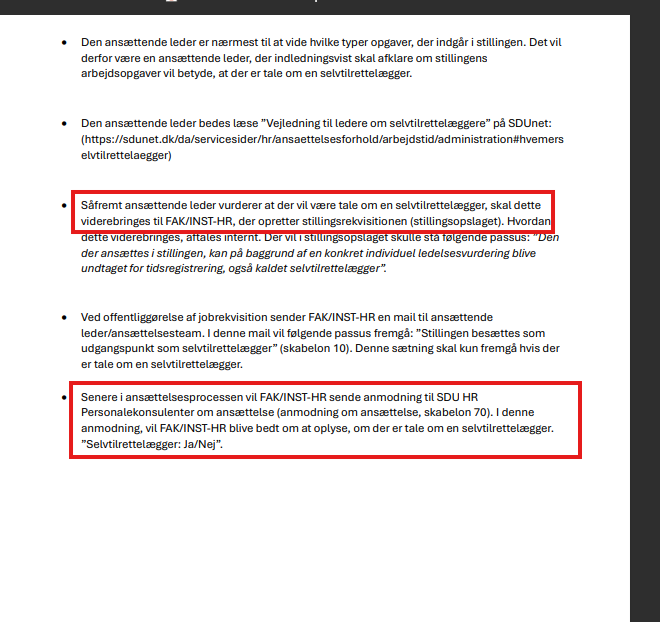 Den ansættende leder er nærmest til at vide hvilke typer opgaver, der indgår i stillingen. Det vil
derfor være en ansættende leder, der indledningsvist skal afklare om stillingens
arbejdsopgaver vil betyde, at der er tale om en selvtilrettelægger.
Den ansættende leder bedes læse ”Vejledning til ledere om selvtilrettelæggere” på SDUnet:
(https://sdunet.dk/da/servicesider/hr/ansaettelsesforhold/arbejdstid/administration#hvemers
elvtilrettelaegger)
Såfremt ansættende leder vurderer at der vil være tale om en selvtilrettelægger, skal dette
viderebringes til FAK/INST-HR, der opretter stillingsrekvisitionen (stillingsopslaget). Hvordan
dette viderebringes, aftales internt. Der vil i stillingsopslaget skulle stå følgende passus: ”Den
der ansættes i stillingen, kan på baggrund af en konkret individuel ledelsesvurdering blive
undtaget for tidsregistrering, også kaldet selvtilrettelægger”.
Ved offentliggørelse af jobrekvisition sender FAK/INST-HR en mail til ansættende
leder/ansættelsesteam. I denne mail vil følgende passus fremgå: ”Stillingen besættes som
udgangspunkt som selvtilrettelægger” (skabelon 10). Denne sætning skal kun fremgå hvis der
er tale om en selvtilrettelægger.
Senere i ansættelsesprocessen vil FAK/INST-HR sende anmodning til SDU HR
Personalekonsulenter om ansættelse (anmodning om ansættelse, skabelon 70). I denne
anmodning, vil FAK/INST-HR blive bedt om at oplyse, om der er tale om en selvtilrettelægger.
”Selvtilrettelægger: Ja/Nej”.